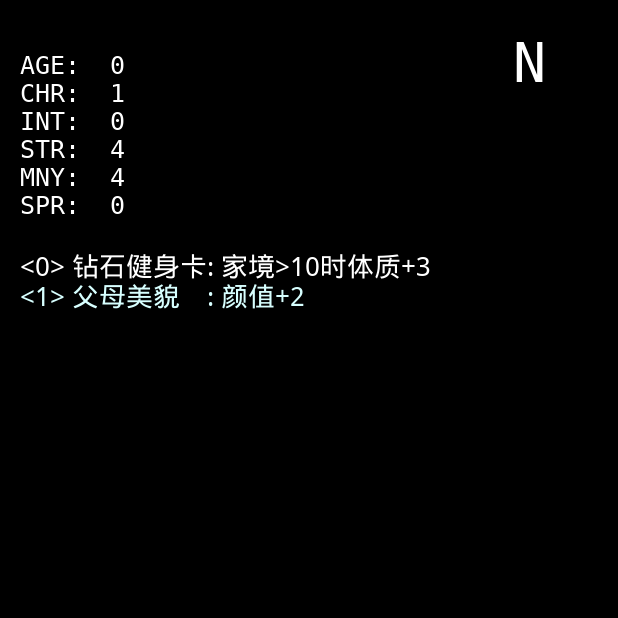 N
AGE: 0
CHR: 1
INT: 0
STR: 4
MNY: 4
SPR: 0
<0> 钻石健身卡: 家境>10时体质+3
<1> 父母美貌 : 颜值+2